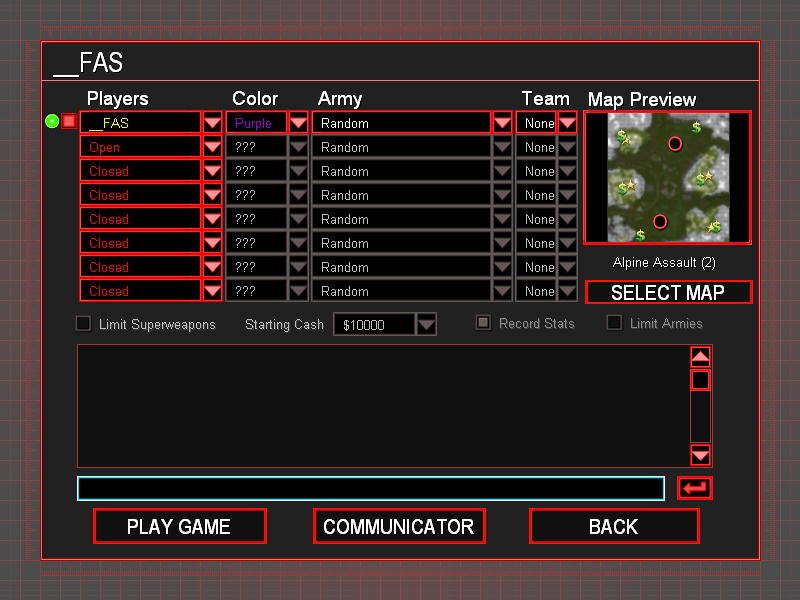 __FAS
Players Color Army Team Map Preview
__FAS Purple Random None
Open ??? Random None
Closed ??? Random None
Closed ??? Random None
Closed ??? Random None
Closed ??? Random None
Closed ??? Random None
Closed ??? Random None
Alpine Assault (2)
SELECT MAP
Limit Superweapons Starting Cash $10000 Record Stats Limit Armies
PLAY GAME COMMUNICATOR BACK